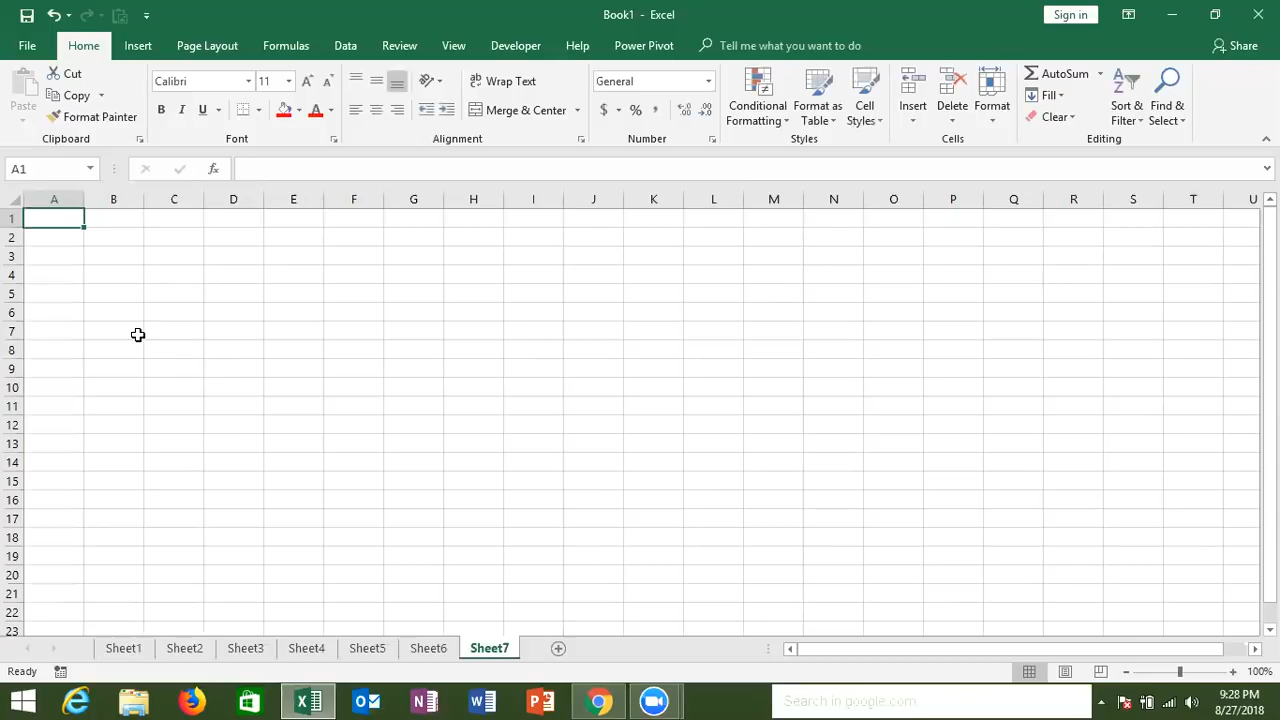 Book1 - Excel
Sign in
File Home Insert Page Layout Formulas Data Review View Developer Help Power Pivot Tell me what you want to do Share
Paste
Cut
Copy
Format Painter
Clipboard
Calibri 11
B I U A
Font
Wrap Text
Merge & Center
Alignment
General
$ % ,
Number
Conditional Formatting
Format as Table
Cell Styles
Styles
Insert Delete Format
Cells
AutoSum
Fill
Clear
Sort & Filter
Find & Select
Editing
A1 fx
A B C D E F G H I J K L M N O P Q R S T U
1
2
3
4
5
6
7
8
9
10
11
12
13
14
15
16
17
18
19
20
21
22
23
Sheet1 Sheet2 Sheet3 Sheet4 Sheet5 Sheet6 Sheet7
Ready 100%
Search in google.com
9:28 PM
8/27/2018